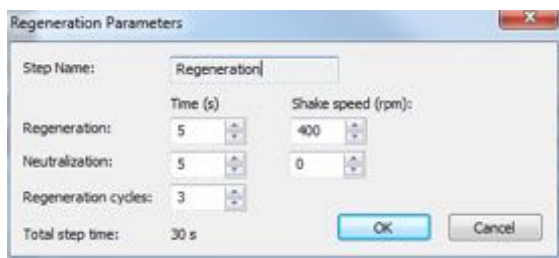 Regeneration Parameters
Step Name: Regeneration
Time (s) Shake speed (rpm):
Regeneration: 5 400
Neutralization: 5 0
Regeneration cycles: 3
Total step time: 30 s
OK Cancel